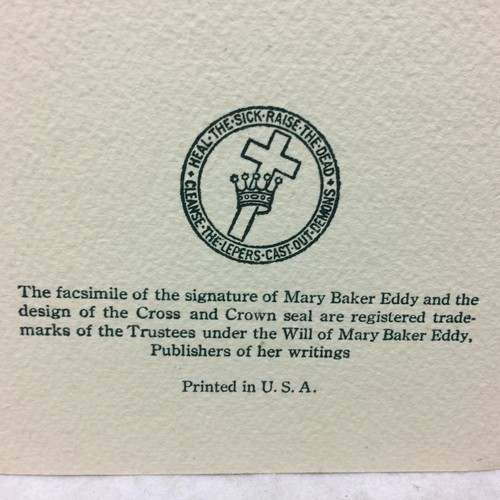 HEAL·THE·SICK·RAISE·THE·DEAD
CLEANSE·THE·LEPERS·CAST·OUT·DEMONS
The facsimile of the signature of Mary Baker Eddy and the
design of the Cross and Crown seal are registered trade-
marks of the Trustees under the Will of Mary Baker Eddy,
Publishers of her writings
Printed in U. S. A.